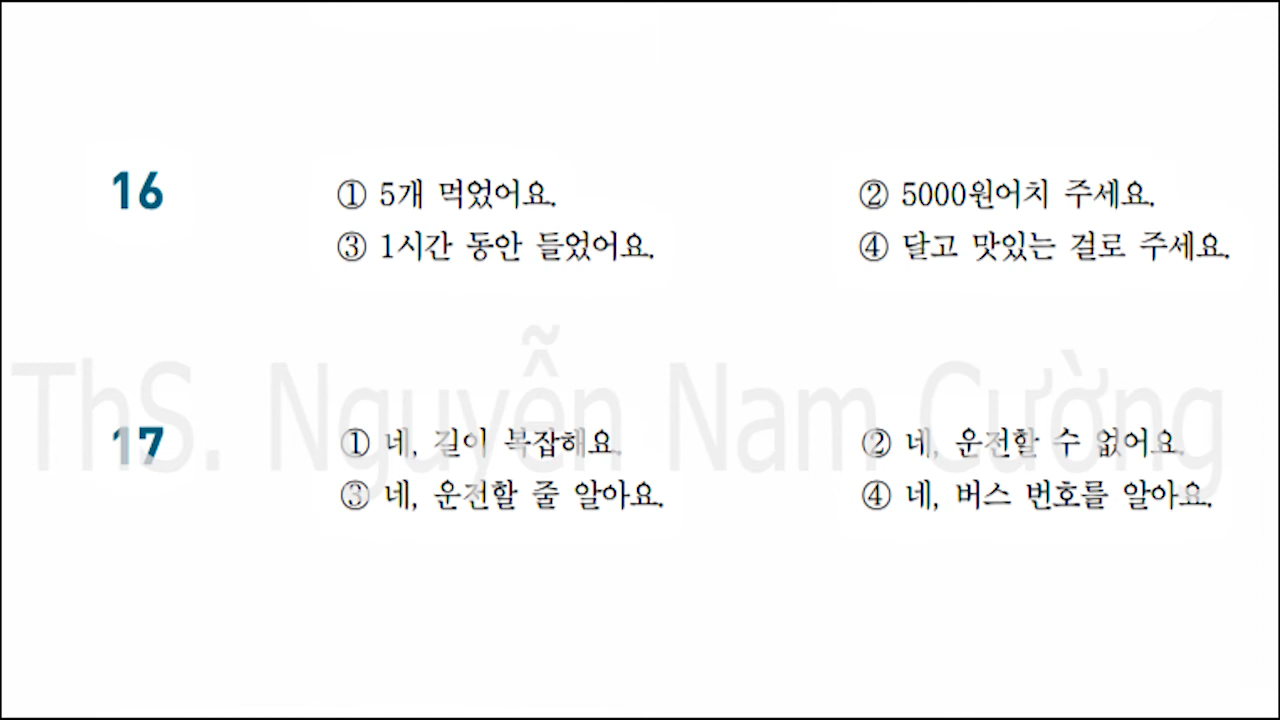 16
① 5개 먹었어요.
② 5000원어치 주세요.
③ 1시간 동안 들었어요.
④ 달고 맛있는 걸로 주세요.
ThS. Nguyễn Nam Cường
17
① 네, 길이 복잡해요.
② 네, 운전할 수 없어요.
③ 네, 운전할 줄 알아요.
④ 네, 버스 번호를 알아요.